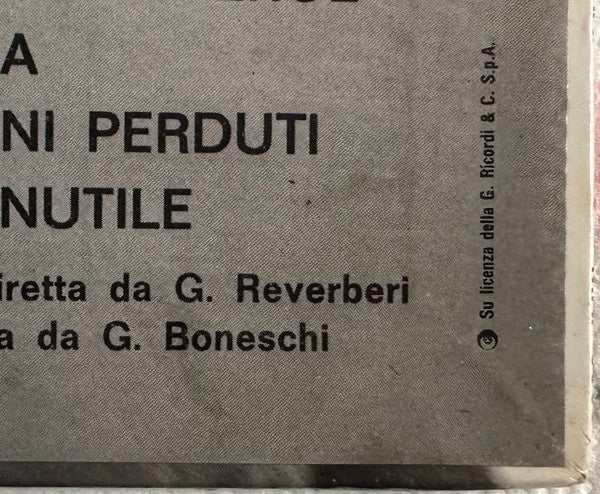 A
NI PERDUTI
NUTILE
iretta da G. Reverberi
a da G. Boneschi
Su licenza della G. Ricordi & C. S.p.A.